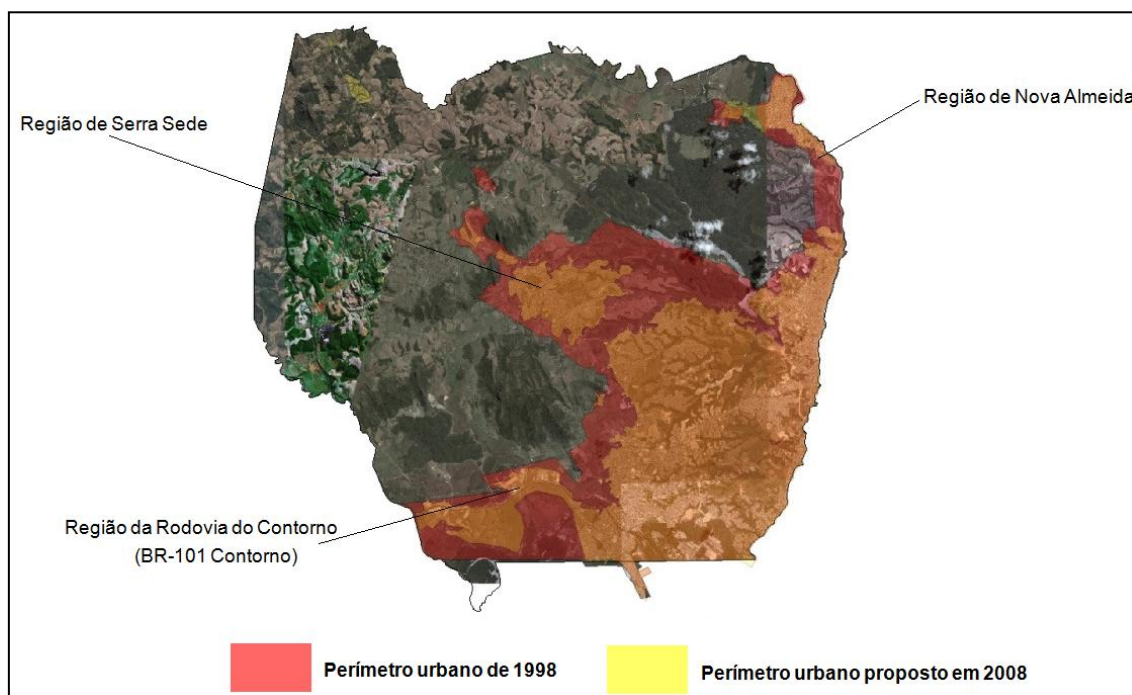 Região de Serra Sede
Região de Nova Almeida
Região da Rodovia do Contorno
(BR-101 Contorno)
Perímetro urbano de 1998
Perímetro urbano proposto em 2008